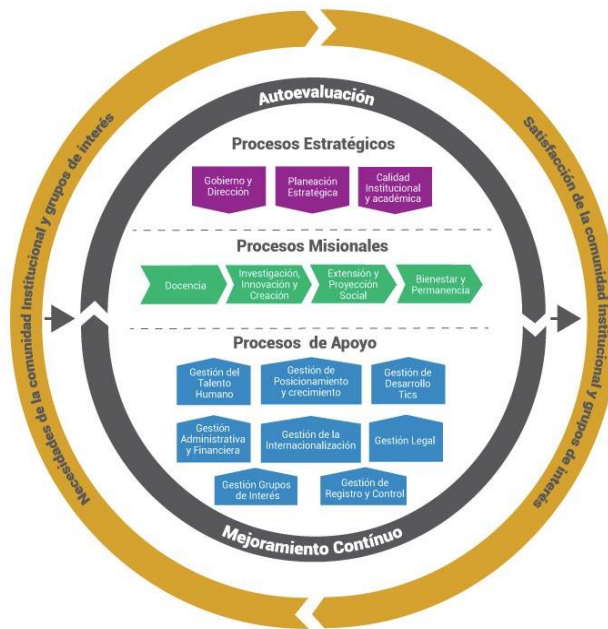 Necesidades de la comunidad Institucional y grupos de interés
Satisfacción de la comunidad Institucional y grupos de interés
Autoevaluación
Procesos Estratégicos
Gobierno y
Dirección
Planeación
Estratégica
Calidad
Institucional
y académica
Procesos Misionales
Docencia
Investigación,
Innovación y
Creación
Extensión y
Proyección
Social
Bienestar y
Permanencia
Procesos de Apoyo
Gestión del
Talento
Humano
Gestión de
Posicionamiento
y crecimiento
Gestión de
Desarrollo
Tics
Gestión
Administrativa
y Financiera
Gestión de la
Internacionalización
Gestión Legal
Gestión Grupos
de Interés
Gestión de
Registro y Control
Mejoramiento Contínuo